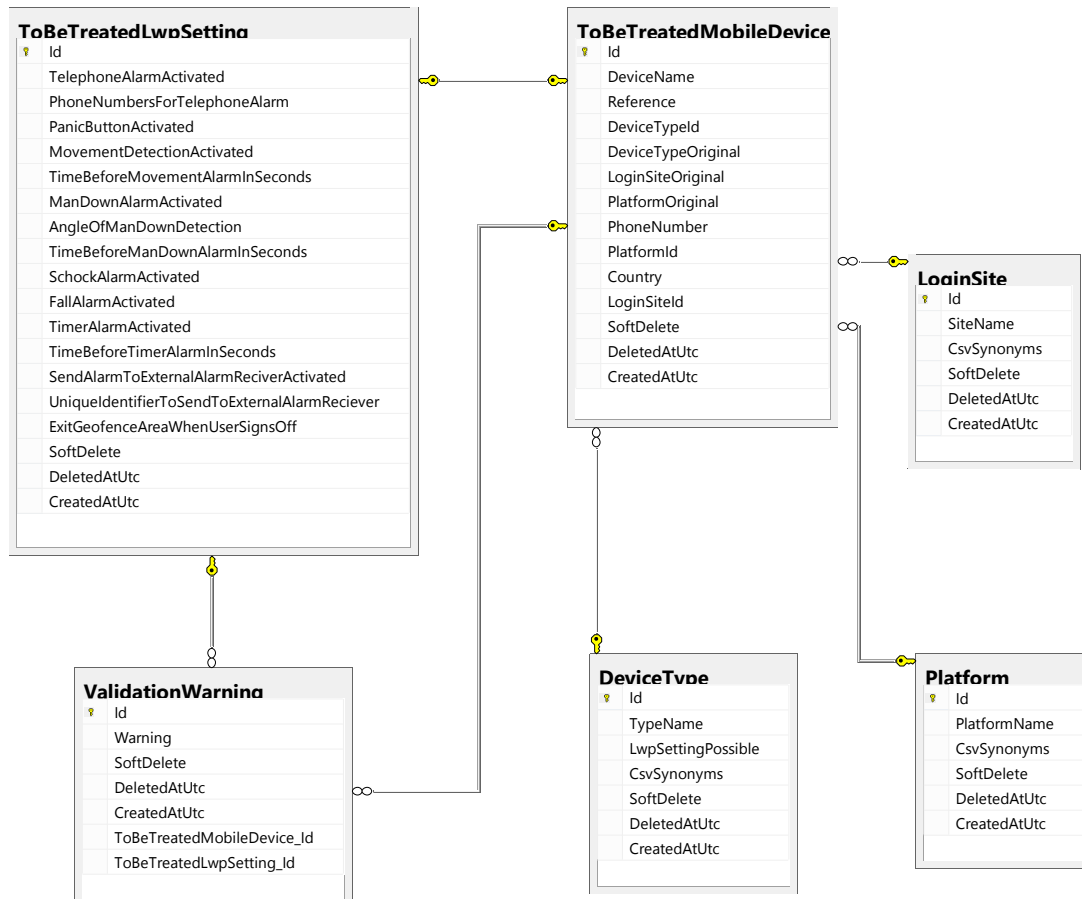 ToBeTreatedLwpSetting
Id
TelephoneAlarmActivated
PhoneNumbersForTelephoneAlarm
PanicButtonActivated
MovementDetectionActivated
TimeBeforeMovementAlarmInSeconds
ManDownAlarmActivated
AngleOfManDownDetection
TimeBeforeManDownAlarmInSeconds
SchockAlarmActivated
FallAlarmActivated
TimerAlarmActivated
TimeBeforeTimerAlarmInSeconds
SendAlarmToExternalAlarmReciverActivated
UniqueIdentifierToSendToExternalAlarmReciever
ExitGeofenceAreaWhenUserSignsOff
SoftDelete
DeletedAtUtc
CreatedAtUtc
ToBeTreatedMobileDevice
Id
DeviceName
Reference
DeviceTypeId
DeviceTypeOriginal
LoginSiteOriginal
PlatformOriginal
PhoneNumber
PlatformId
Country
LoginSiteId
SoftDelete
DeletedAtUtc
CreatedAtUtc
LoginSite
Id
SiteName
CsvSynonyms
SoftDelete
DeletedAtUtc
CreatedAtUtc
ValidationWarning
Id
Warning
SoftDelete
DeletedAtUtc
CreatedAtUtc
ToBeTreatedMobileDevice_Id
ToBeTreatedLwpSetting_Id
DeviceType
Id
TypeName
LwpSettingPossible
CsvSynonyms
SoftDelete
DeletedAtUtc
CreatedAtUtc
Platform
Id
PlatformName
CsvSynonyms
SoftDelete
DeletedAtUtc
CreatedAtUtc